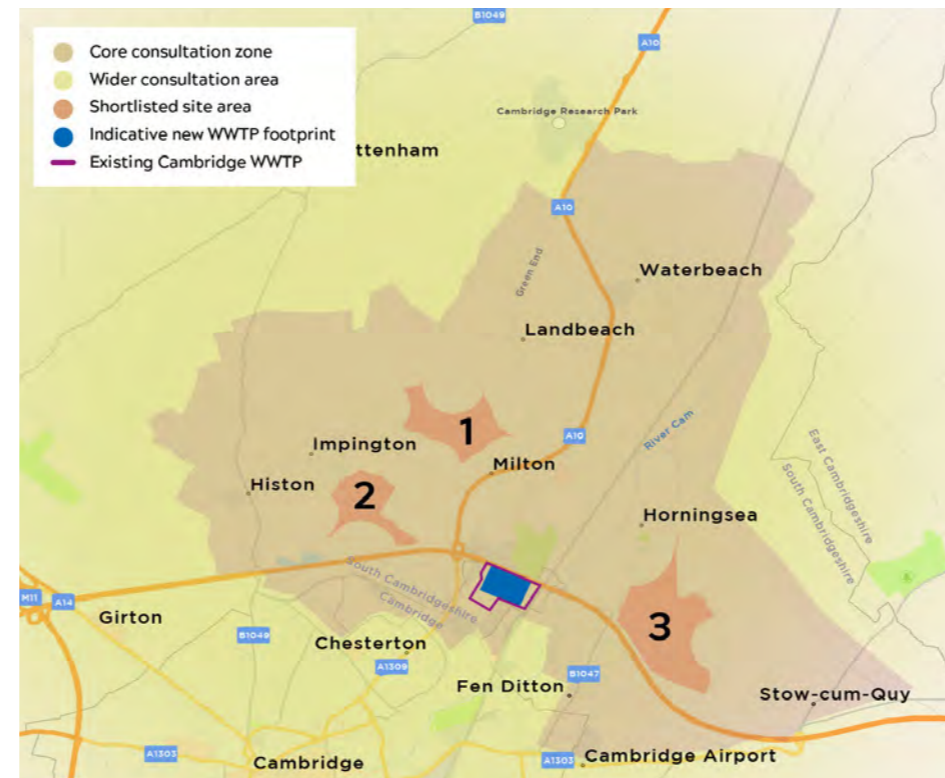 B1049
Core consultation zone
Wider consultation area
Shortlisted site area
Indicative new WWTP footprint
Existing Cambridge WWTP
A10
Cambridge Research Park
ttenham
A10
Green End
Waterbeach
Landbeach
1
A10
River Cam
East Cambridgeshire
South Cambridgeshire
Impington
Milton
Histon
2
Horningsea
South Cambridgeshire
Cambridge
M11
A14
Girton
3
B1049
Chesterton
A1309
B1047
Fen Ditton
Stow-cum-Quy
A1303
Cambridge
A1303
Cambridge Airport